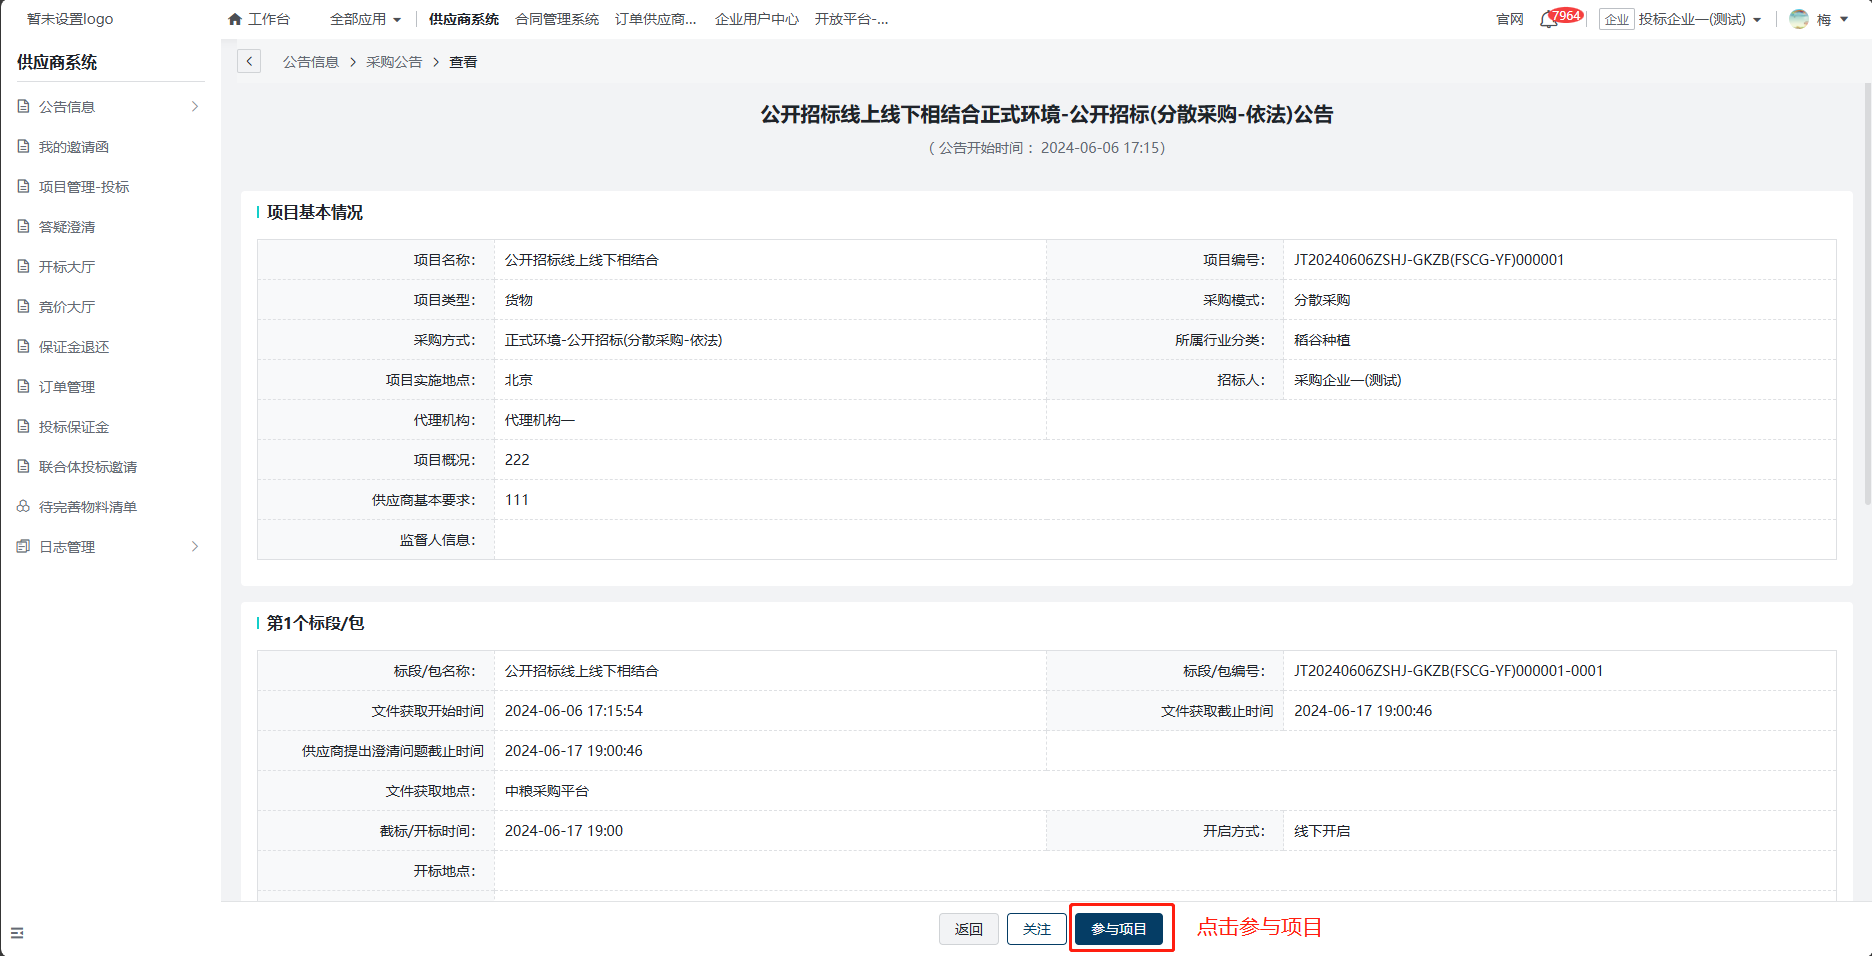 暂未设置logo
工作台 全部应用 供应商系统 合同管理系统 订单供应商... 企业用户中心 开放平台-... 官网 7964 企业 投标企业一(测试) 梅
供应商系统
公告信息
我的邀请函
项目管理-投标
答疑澄清
开标大厅
竞价大厅
保证金退还
订单管理
投标保证金
联合体投标邀请
待完善物料清单
日志管理
公告信息 > 采购公告 > 查看
公开招标线上线下相结合正式环境-公开招标(分散采购-依法)公告
( 公告开始时间： 2024-06-06 17:15)
项目基本情况
项目名称： 公开招标线上线下相结合 项目编号： JT20240606ZSHJ-GKZB(FSCG-YF)000001
项目类型： 货物 采购模式： 分散采购
采购方式： 正式环境-公开招标(分散采购-依法) 所属行业分类： 稻谷种植
项目实施地点： 北京 招标人： 采购企业一(测试)
代理机构： 代理机构一
项目概况： 222
供应商基本要求： 111
监督人信息：
第1个标段/包
标段/包名称： 公开招标线上线下相结合 标段/包编号： JT20240606ZSHJ-GKZB(FSCG-YF)000001-0001
文件获取开始时间 2024-06-06 17:15:54 文件获取截止时间 2024-06-17 19:00:46
供应商提出澄清问题截止时间 2024-06-17 19:00:46
文件获取地点： 中粮采购平台
截标/开标时间： 2024-06-17 19:00 开启方式： 线下开启
开标地点：
返回 关注 参与项目 点击参与项目